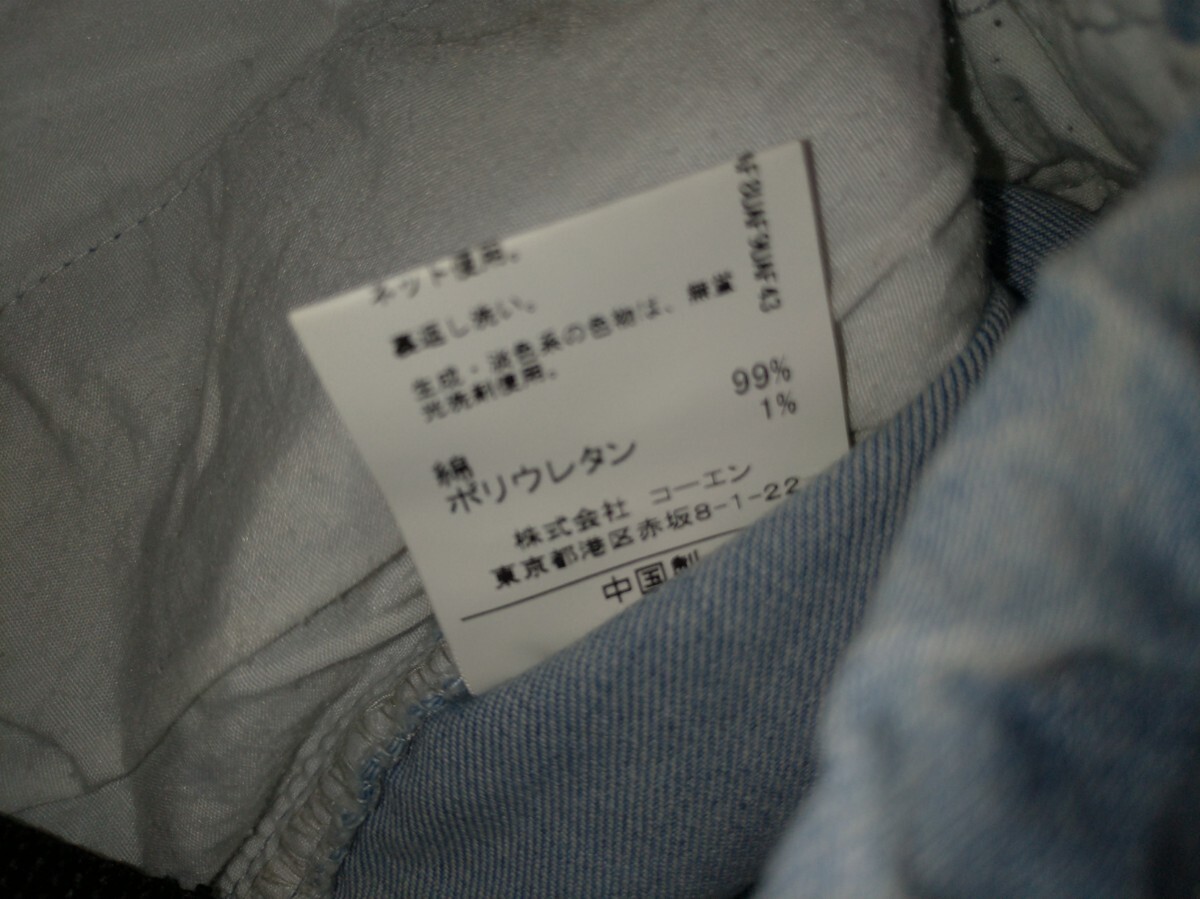 ネット使用。
裏返し洗い。
生成・淡色系の色物は、無蛍
光洗剤使用。
綿 99%
ポリウレタン 1%
株式会社 コーエン
東京都港区赤坂8-1-22
中国製